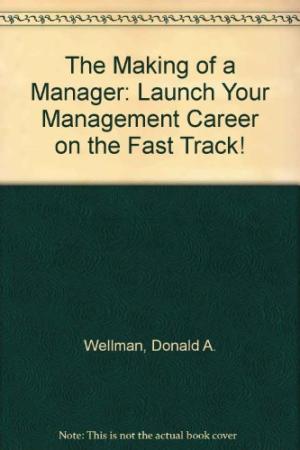 The Making of a
Manager: Launch Your
Management Career
on the Fast Track!
Wellman, Donald A.
Note: This is not the actual book cover